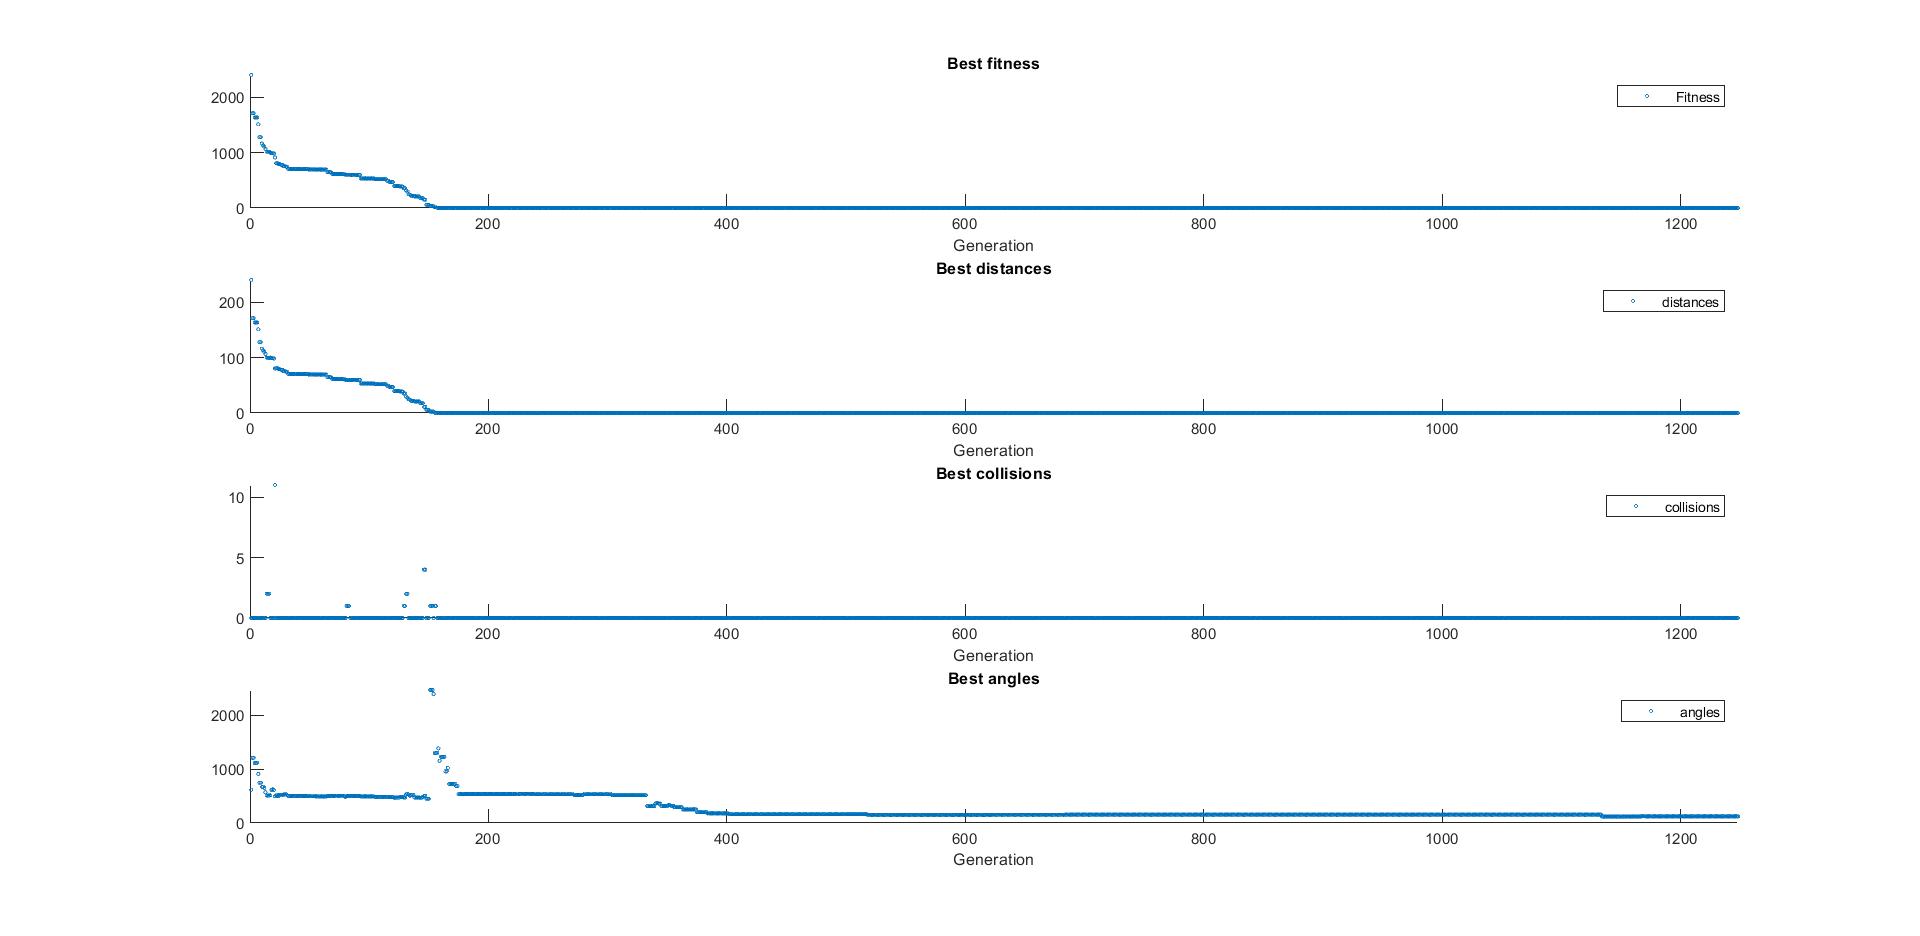 Best fitness
Fitness
2000
1000
0
0 200 400 600 800 1000 1200
Generation
Best distances
distances
200
100
0
0 200 400 600 800 1000 1200
Generation
Best collisions
collisions
10
5
0
0 200 400 600 800 1000 1200
Generation
Best angles
angles
2000
1000
0
0 200 400 600 800 1000 1200
Generation